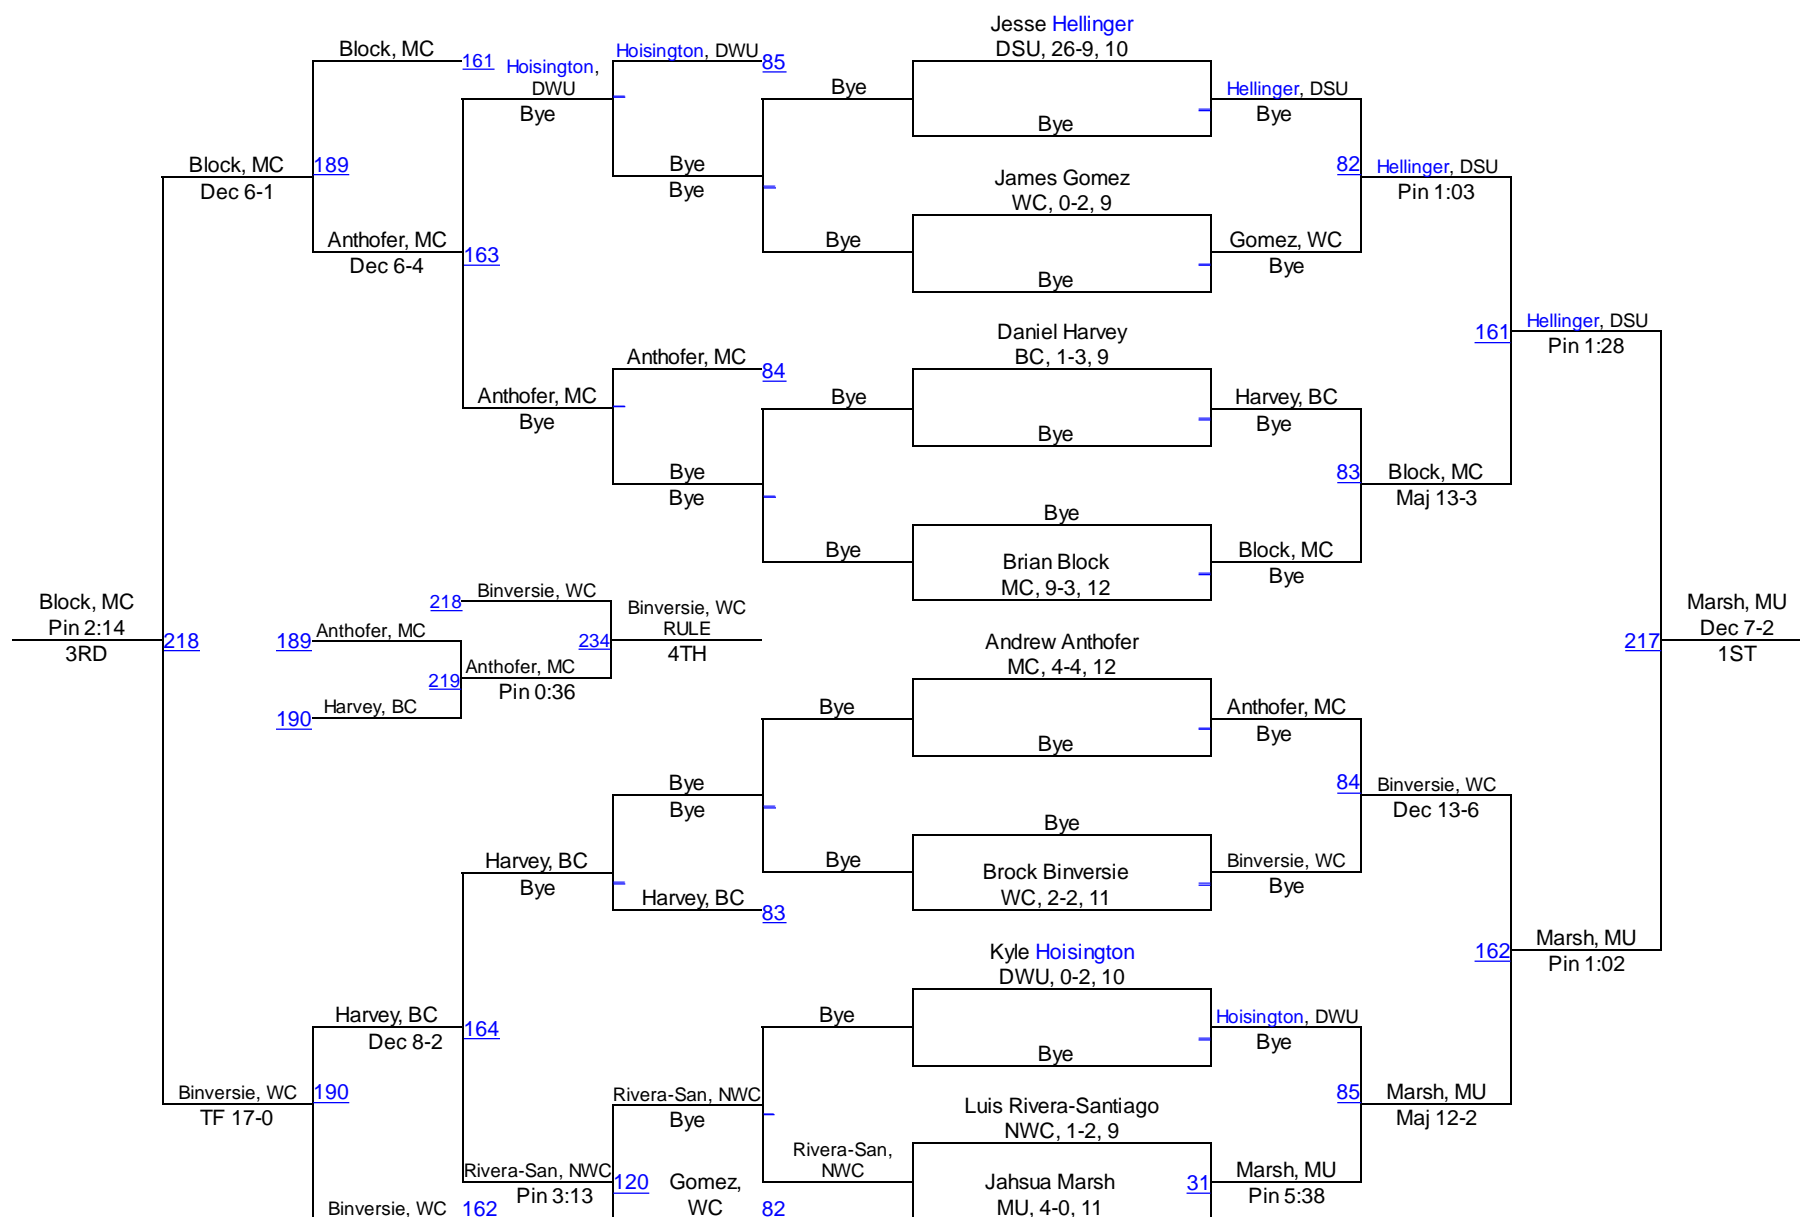 Jesse Hellinger
DSU, 26-9, 10
Block, MC
161
Hoisington,
DWU
Bye
Hoisington, DWU
85
Bye
Bye
Hellinger, DSU
Bye
Block, MC
Dec 6-1
189
Bye
Bye
82
Hellinger, DSU
Pin 1:03
James Gomez
WC, 0-2, 9
Anthofer, MC
Dec 6-4
163
Bye
Bye
Gomez, WC
Bye
Daniel Harvey
BC, 1-3, 9
161
Hellinger, DSU
Pin 1:28
Anthofer, MC
84
Anthofer, MC
Bye
Bye
Bye
Harvey, BC
Bye
Bye
Bye
83
Block, MC
Maj 13-3
Bye
Bye
Brian Block
MC, 9-3, 12
Block, MC
Bye
Block, MC
Pin 2:14
3RD
218
218
Binversie, WC
189
Anthofer, MC
234
Binversie, WC
RULE
4TH
219
Anthofer, MC
Pin 0:36
190
Harvey, BC
Andrew Anthofer
MC, 4-4, 12
217
Marsh, MU
Dec 7-2
1ST
Bye
Bye
Anthofer, MC
Bye
Bye
Bye
84
Binversie, WC
Dec 13-6
Bye
Harvey, BC
Bye
Bye
Brock Binversie
WC, 2-2, 11
Binversie, WC
Bye
Harvey, BC
83
Kyle Hoisington
DWU, 0-2, 10
162
Marsh, MU
Pin 1:02
Harvey, BC
Dec 8-2
164
Bye
Bye
Hoisington, DWU
Bye
Binversie, WC
TF 17-0
190
Rivera-San, NWC
Bye
Luis Rivera-Santiago
NWC, 1-2, 9
85
Marsh, MU
Maj 12-2
Rivera-San,
NWC
Rivera-San, NWC
Pin 3:13
120
Gomez,
WC
82
Jahsua Marsh
MU, 4-0, 11
31
Marsh, MU
Pin 5:38
Binversie, WC
162